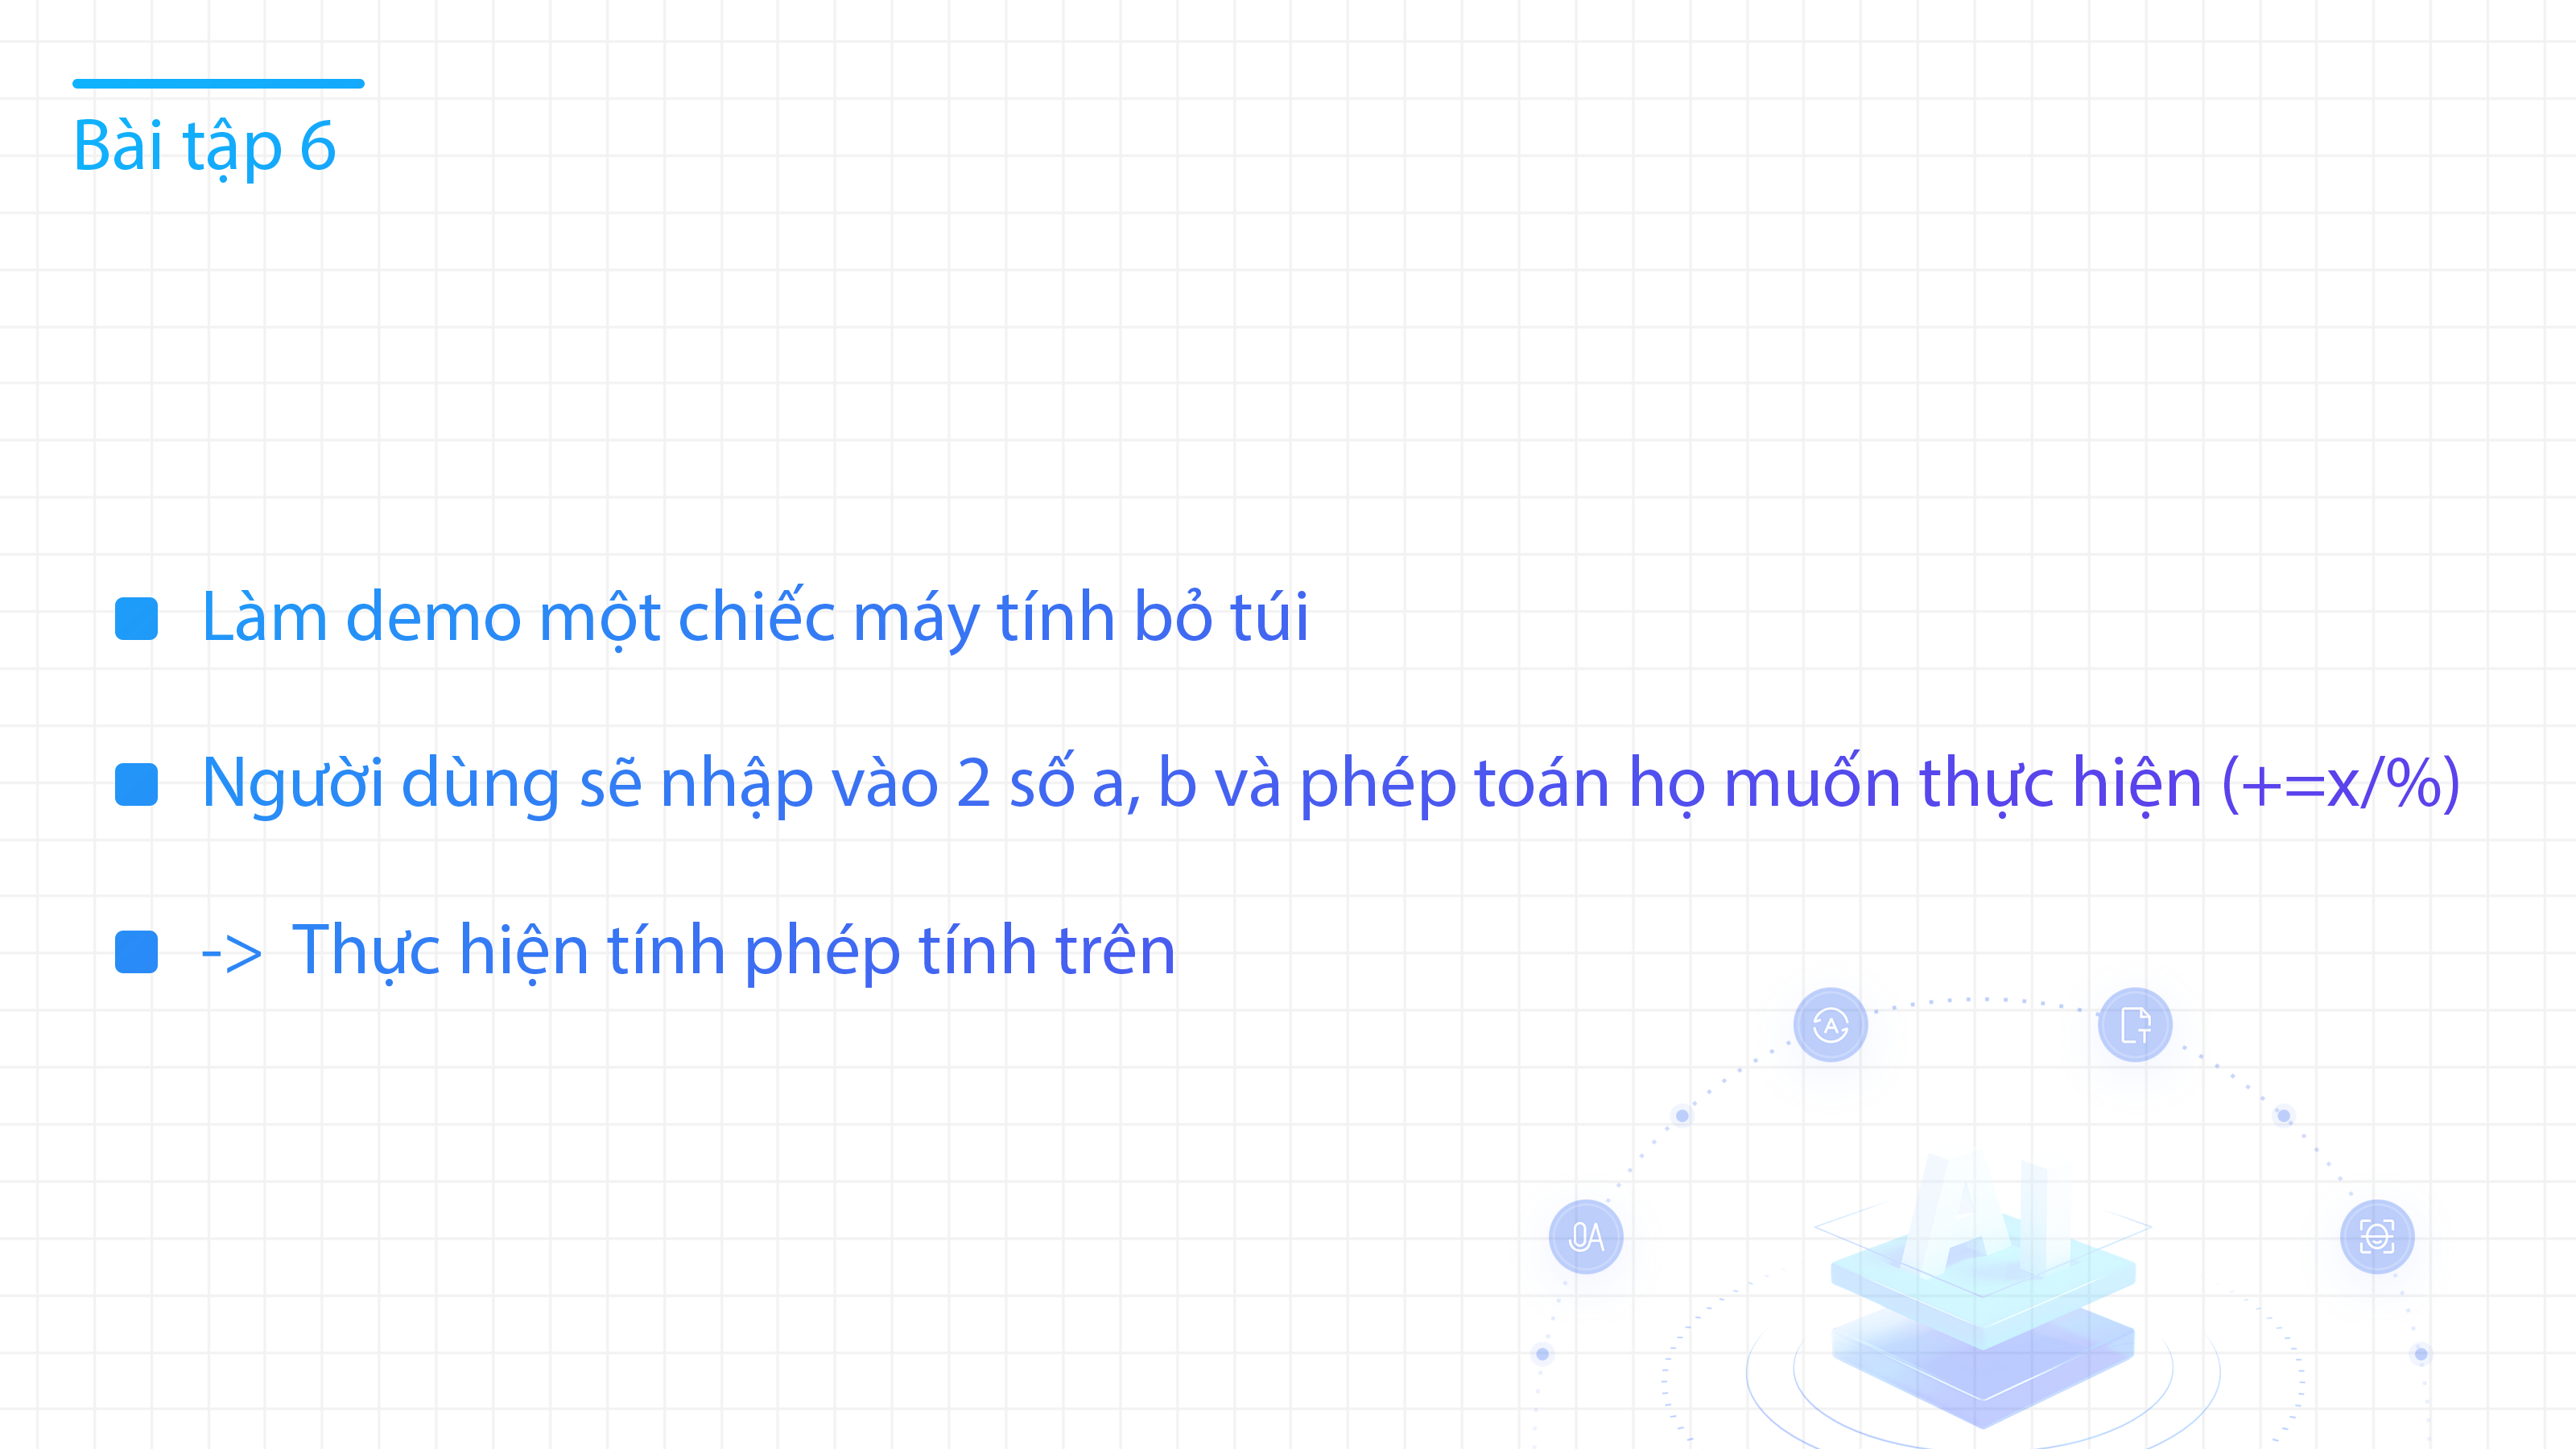 Bài tập 6
Làm demo một chiếc máy tính bỏ túi
Người dùng sẽ nhập vào 2 số a, b và phép toán họ muốn thực hiện (+=x/%)
-> Thực hiện tính phép tính trên
A
T
A
AI